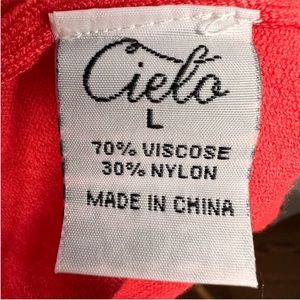 Cielo
L
70% VISCOSE
30% NYLON
MADE IN CHINA